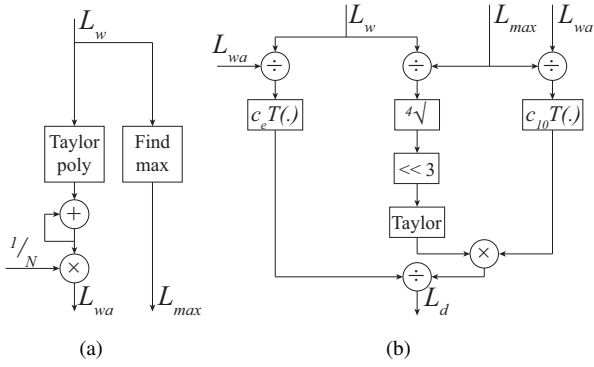 L_w
Taylor
poly
Find
max
+
1/N
×
L_wa
L_max
(a)
L_w
L_max
L_wa
L_wa
÷
÷
÷
c_e T(.)
4√
c_10 T(.)
<< 3
Taylor
×
÷
L_d
(b)